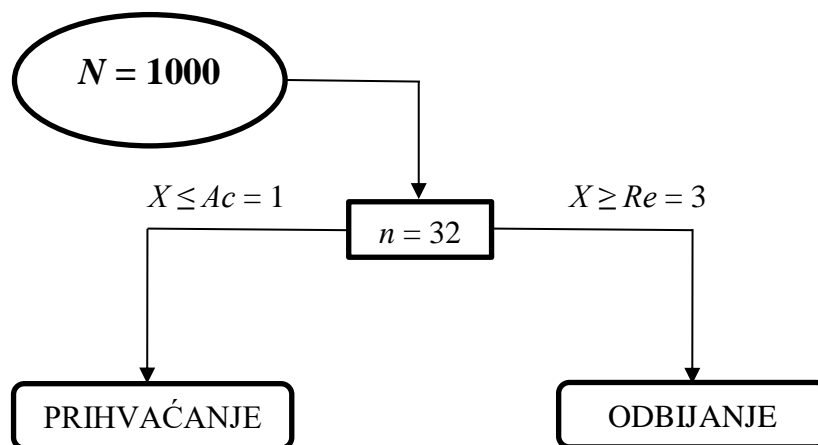 N = 1000
X ≤ Ac = 1
X ≥ Re = 3
n = 32
PRIHVAĆANJE
ODBIJANJE